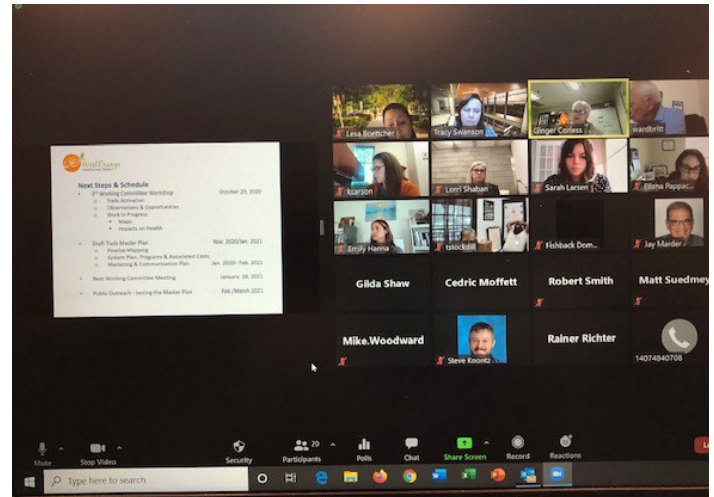 West Orange
Next Steps & Schedule
3rd Working Committee Workshop October 29, 2020
Trails Activation
Observations & Opportunities
Work in Progress
Maps
Impacts on Health
Draft Trails Master Plan Nov. 2020/Jan. 2021
Finalize Mapping
System Plan: Programs & Associated Costs
Marketing & Communication Plan Jan. 2020- Feb. 2021
Next Working Committee Meeting January 26, 2021
Public Outreach - testing the Master Plan Feb./March 2021
Lesa Boettcher
Tracy Swanson
Ginger Corless
wardbritt
kcarson
Lorri Shaban
Sarah Larsen
Elisha Pappac...
Emily Hanna
tstockdill
Fishback Dom...
Jay Marder
Gilda Shaw
Cedric Moffett
Robert Smith
Matt Suedmey
Mike.Woodward
Steve Koontz
Rainer Richter
14074840708
Mute
Stop Video
Security
20
Participants
Polls
Chat
Share Screen
Record
Reactions
Type here to search